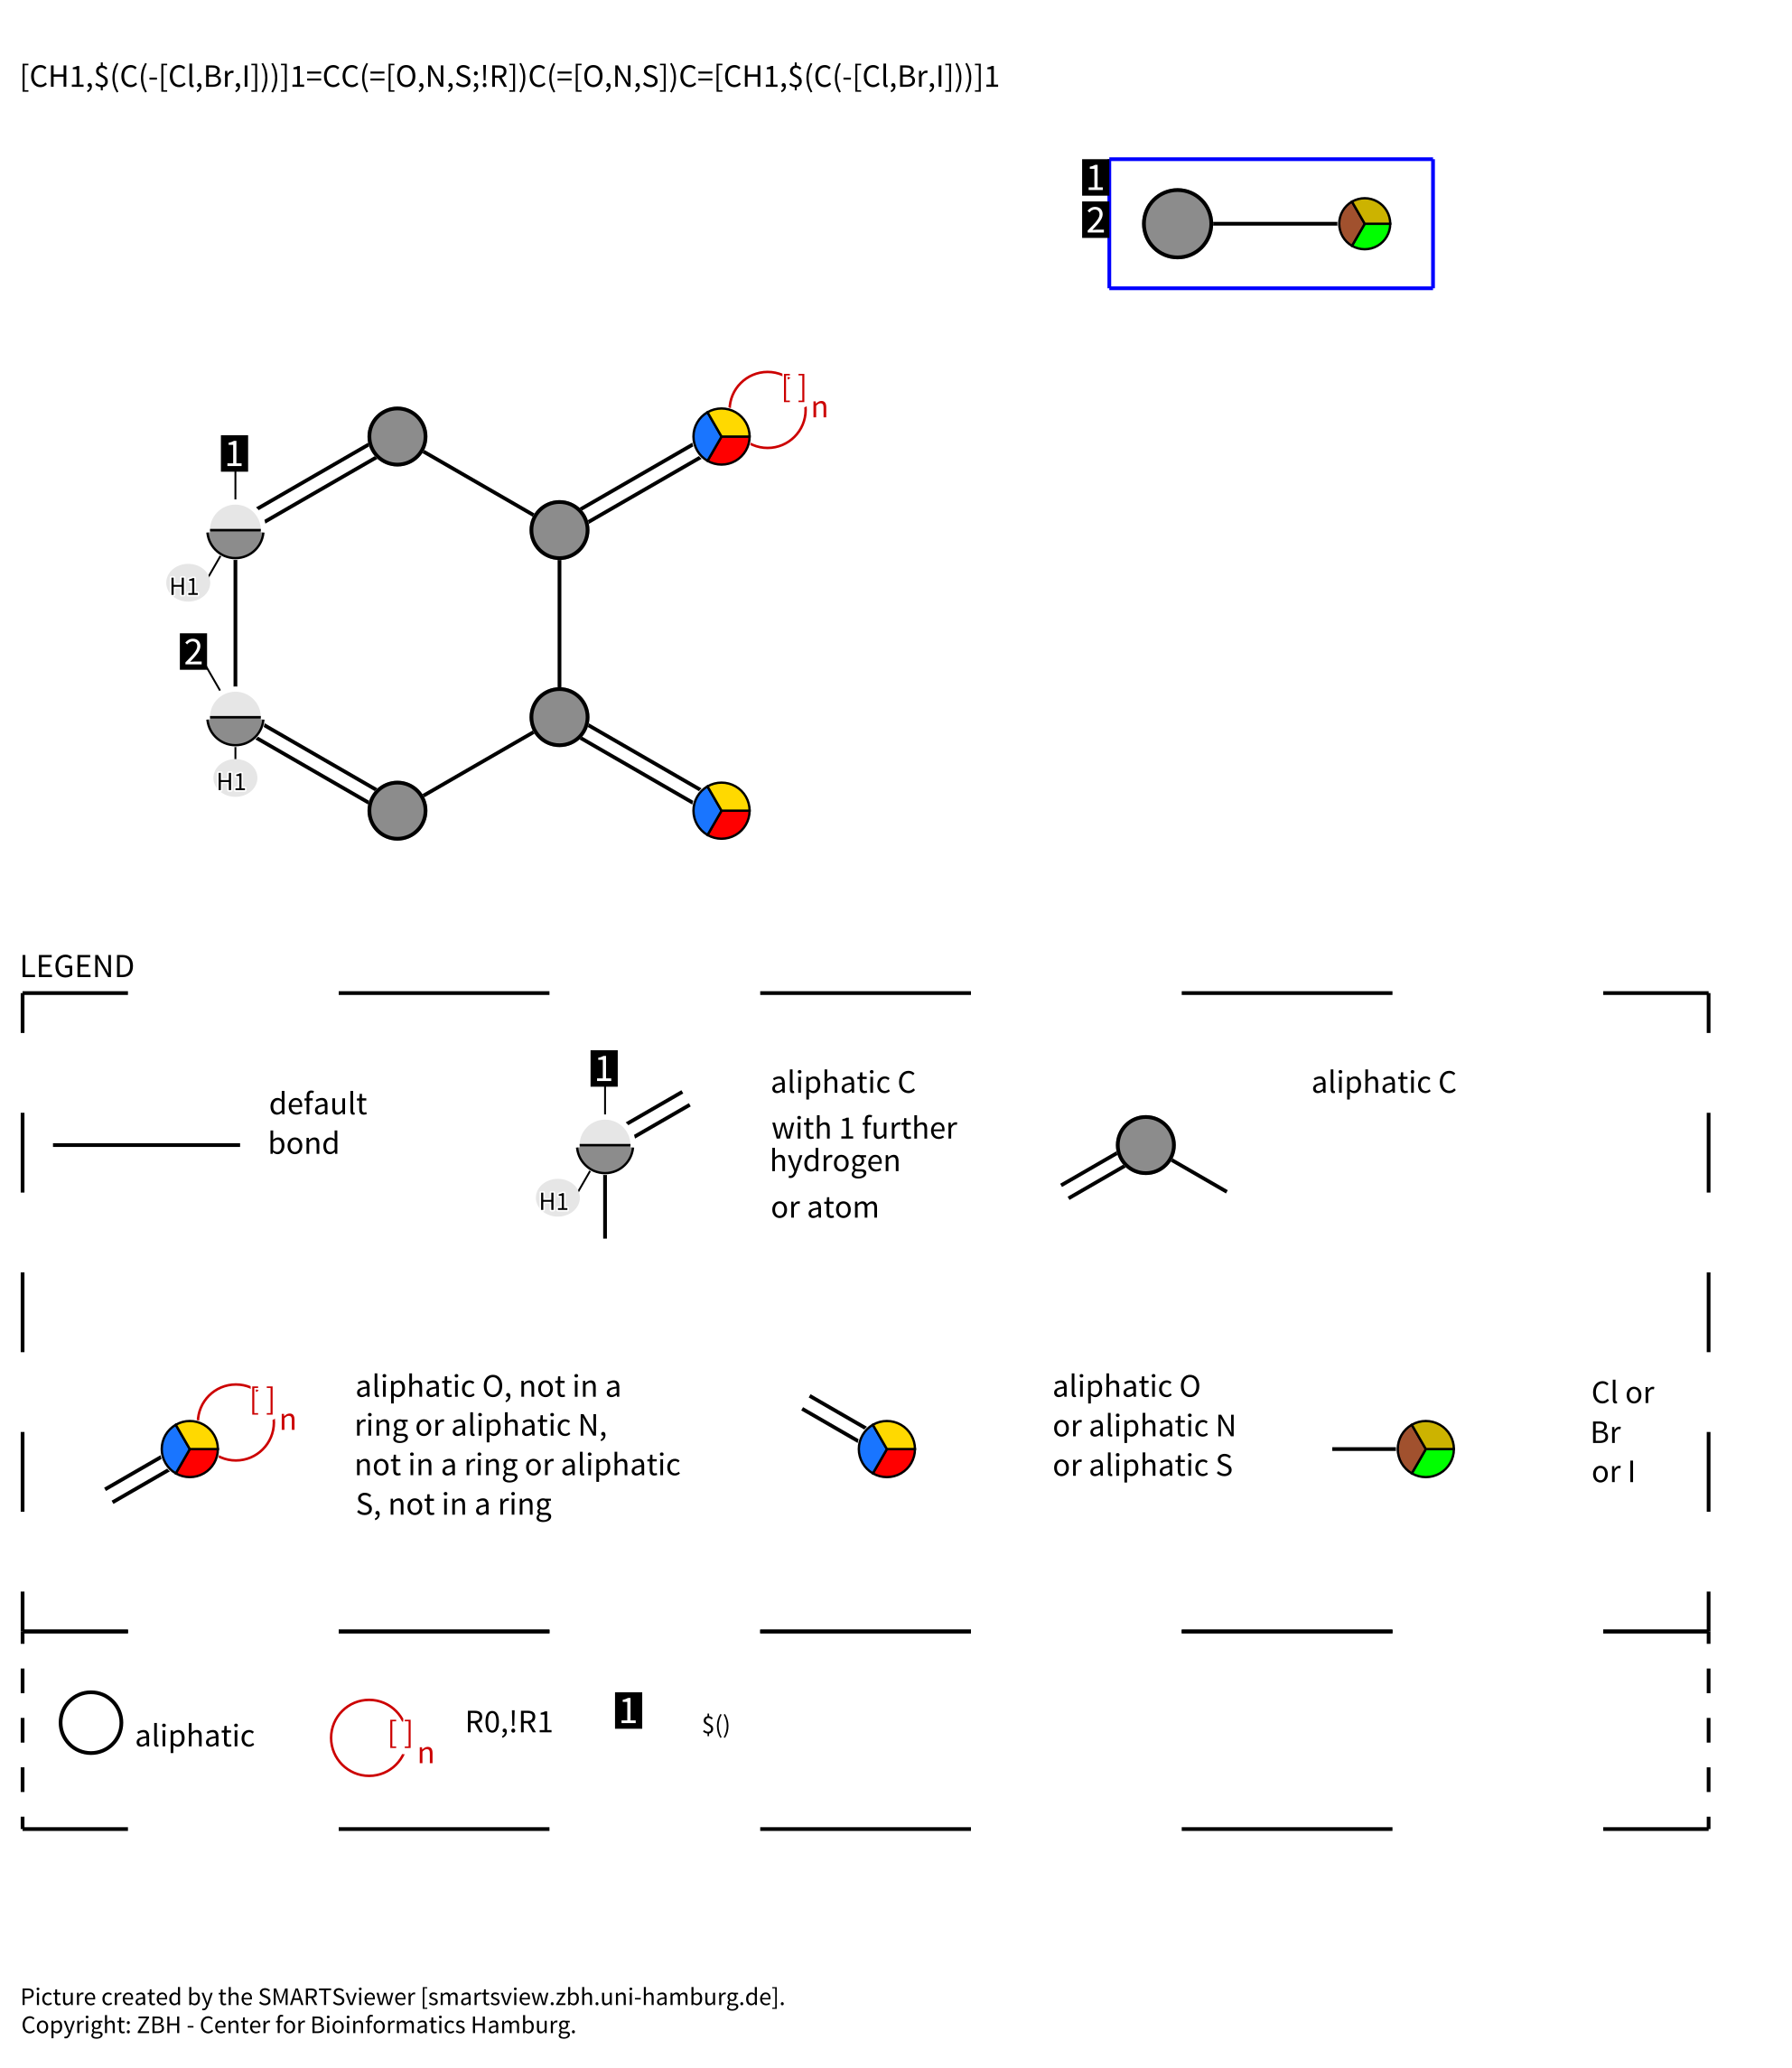 [CH1,$(C(-[Cl,Br,I]))]1=CC(=[O,N,S;!R])C(=[O,N,S])C=[CH1,$(C(-[Cl,Br,I]))]1
1
2
[ ]
n
1
H1
2
H1
LEGEND
default
bond
1
H1
aliphatic C
with 1 further
hydrogen
or atom
aliphatic C
[ ]
n
aliphatic O, not in a
ring or aliphatic N,
not in a ring or aliphatic
S, not in a ring
aliphatic O
or aliphatic N
or aliphatic S
Cl or
Br
or I
aliphatic
[ ]
n
R0,!R1
1
$()
Picture created by the SMARTSviewer [smartsview.zbh.uni-hamburg.de].
Copyright: ZBH - Center for Bioinformatics Hamburg.